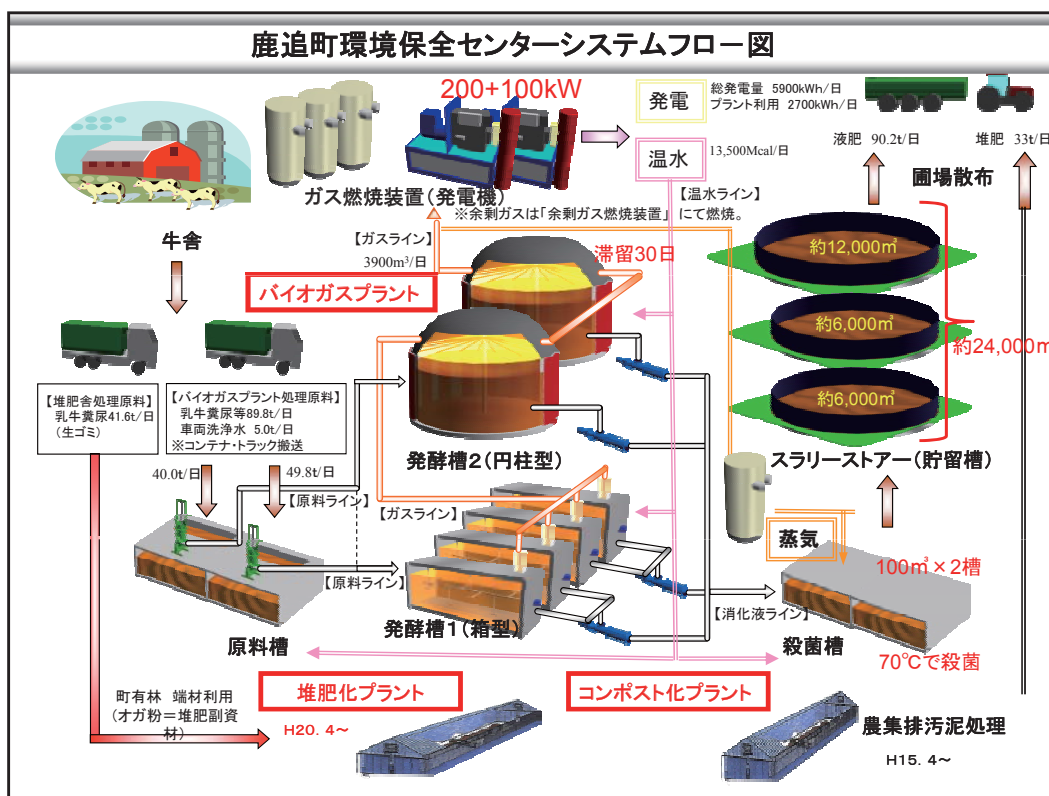 鹿追町環境保全センターシステムフロー図
200+100kW
発電
総発電量 5900kWh/日
プラント利用 2700kWh/日
温水
13,500Mcal/日
液肥 90.2t/日
堆肥 33t/日
圃場散布
ガス燃焼装置(発電機)
【温水ライン】
※余剰ガスは「余剰ガス燃焼装置」にて燃焼。
牛舎
【ガスライン】
3900m³/日
滞留30日
バイオガスプラント
約12,000㎥
約6,000㎥
約6,000㎥
約24,000㎥
【堆肥舎処理原料】
乳牛糞尿41.6t/日
(生ゴミ)
【バイオガスプラント処理原料】
乳牛糞尿等89.8t/日
車両洗浄水 5.0t/日
※コンテナ・トラック搬送
発酵槽2(円柱型)
スラリーストアー(貯留槽)
40.0t/日
49.8t/日
【原料ライン】
【ガスライン】
蒸気
100㎥×2槽
【原料ライン】
【消化液ライン】
原料槽
発酵槽1(箱型)
殺菌槽
70℃で殺菌
堆肥化プラント
コンポスト化プラント
町有林 端材利用
(オガ粉=堆肥副資
材)
H20. 4~
農集排汚泥処理
H15. 4~